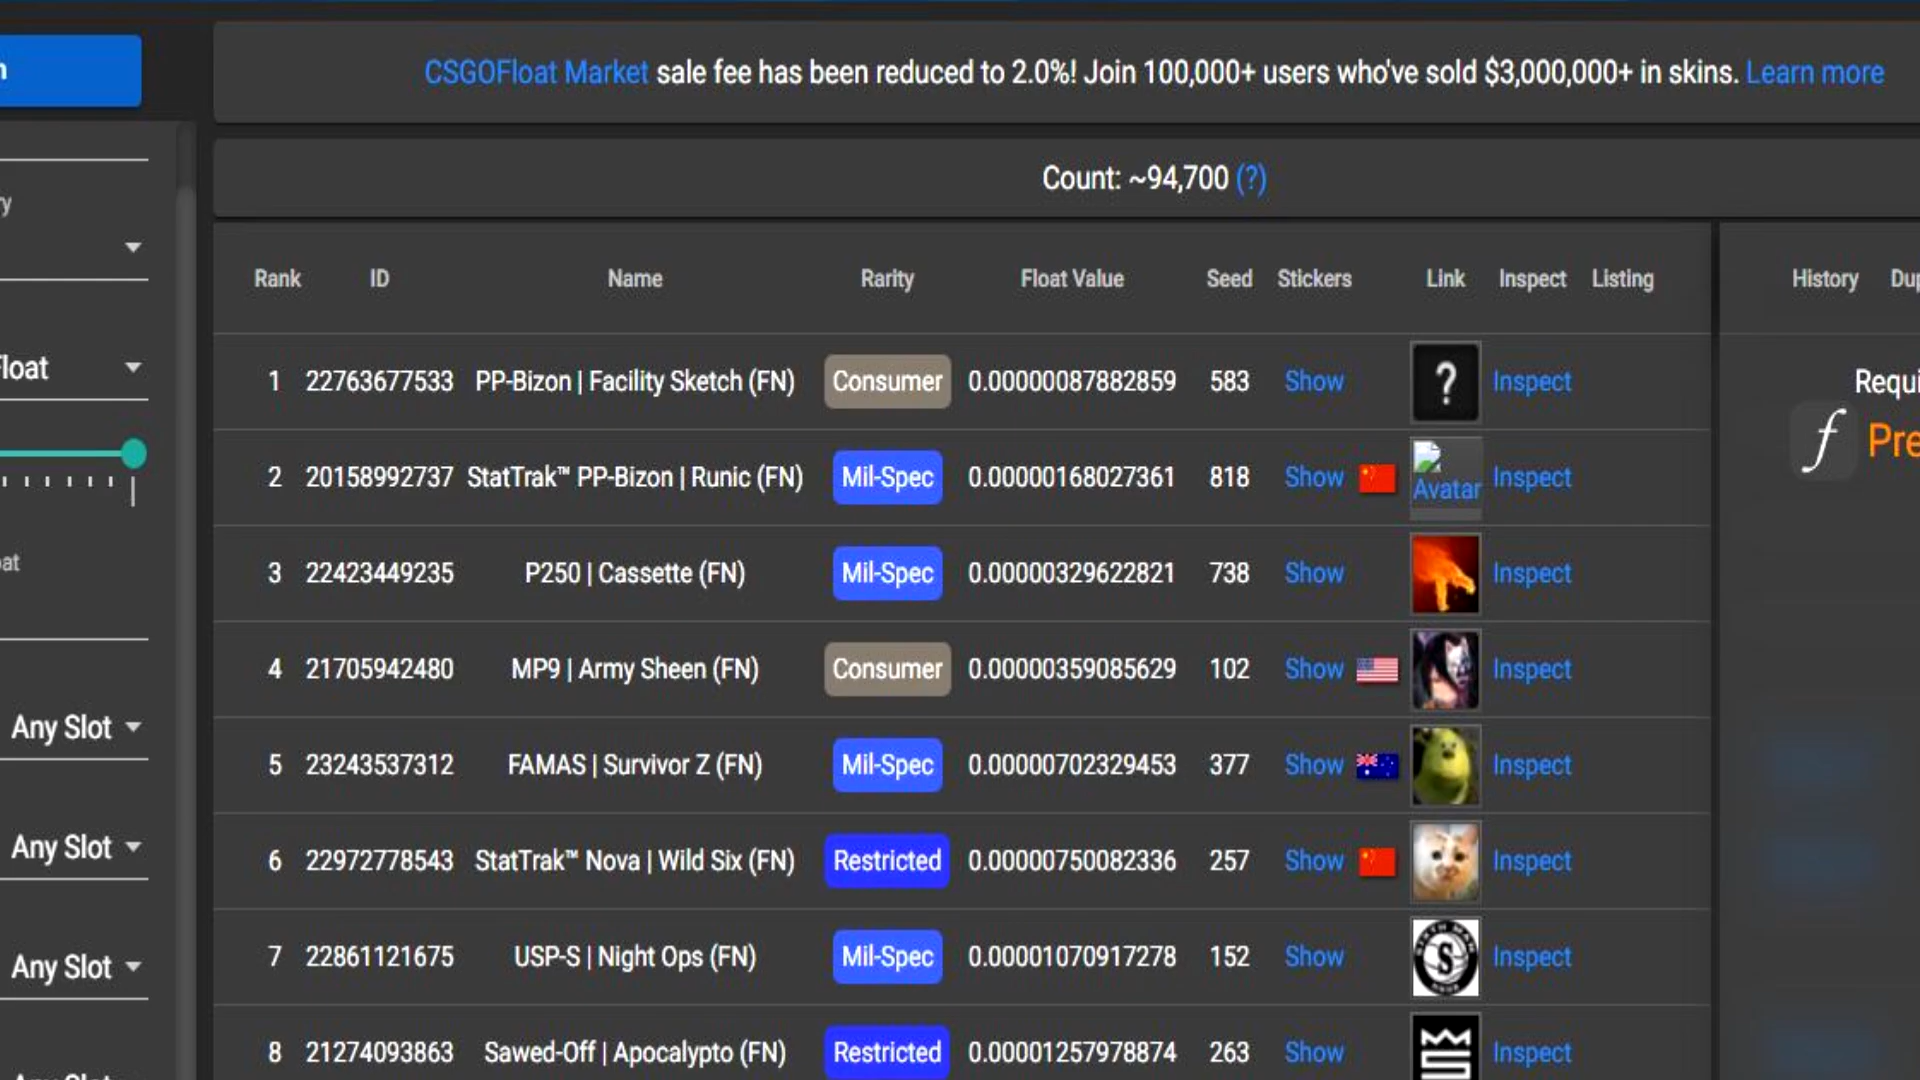 CSGOFloat Market sale fee has been reduced to 2.0%! Join 100,000+ users who've sold $3,000,000+ in skins. Learn more
Count: ~94,700 (?)
Rank ID Name Rarity Float Value Seed Stickers Link Inspect Listing History
1 22763677533 PP-Bizon | Facility Sketch (FN) Consumer 0.00000087882859 583 Show ? Inspect
2 20158992737 StatTrak™ PP-Bizon | Runic (FN) Mil-Spec 0.00000168027361 818 Show Avatar Inspect
3 22423449235 P250 | Cassette (FN) Mil-Spec 0.00000329622821 738 Show Inspect
4 21705942480 MP9 | Army Sheen (FN) Consumer 0.00000359085629 102 Show Inspect
5 23243537312 FAMAS | Survivor Z (FN) Mil-Spec 0.00000702329453 377 Show Inspect
6 22972778543 StatTrak™ Nova | Wild Six (FN) Restricted 0.00000750082336 257 Show Inspect
7 22861121675 USP-S | Night Ops (FN) Mil-Spec 0.00001070917278 152 Show Inspect
8 21274093863 Sawed-Off | Apocalypto (FN) Restricted 0.00001257978874 263 Show Inspect
Requi
f Pre
Float
Any Slot
Any Slot
Any Slot